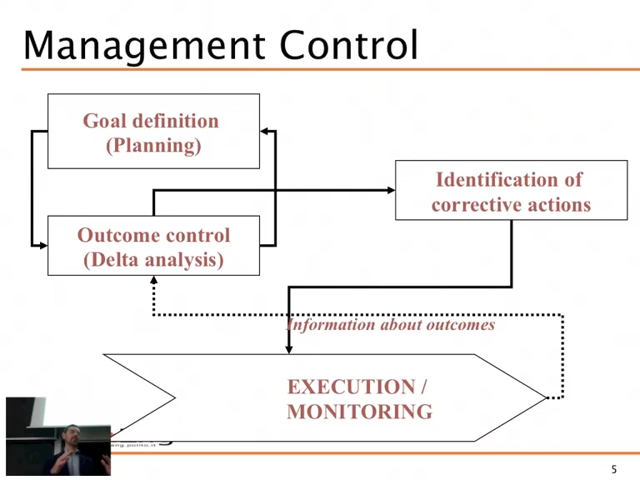 Management Control
Goal definition
(Planning)
Identification of
corrective actions
Outcome control
(Delta analysis)
Information about outcomes
EXECUTION /
MONITORING
5